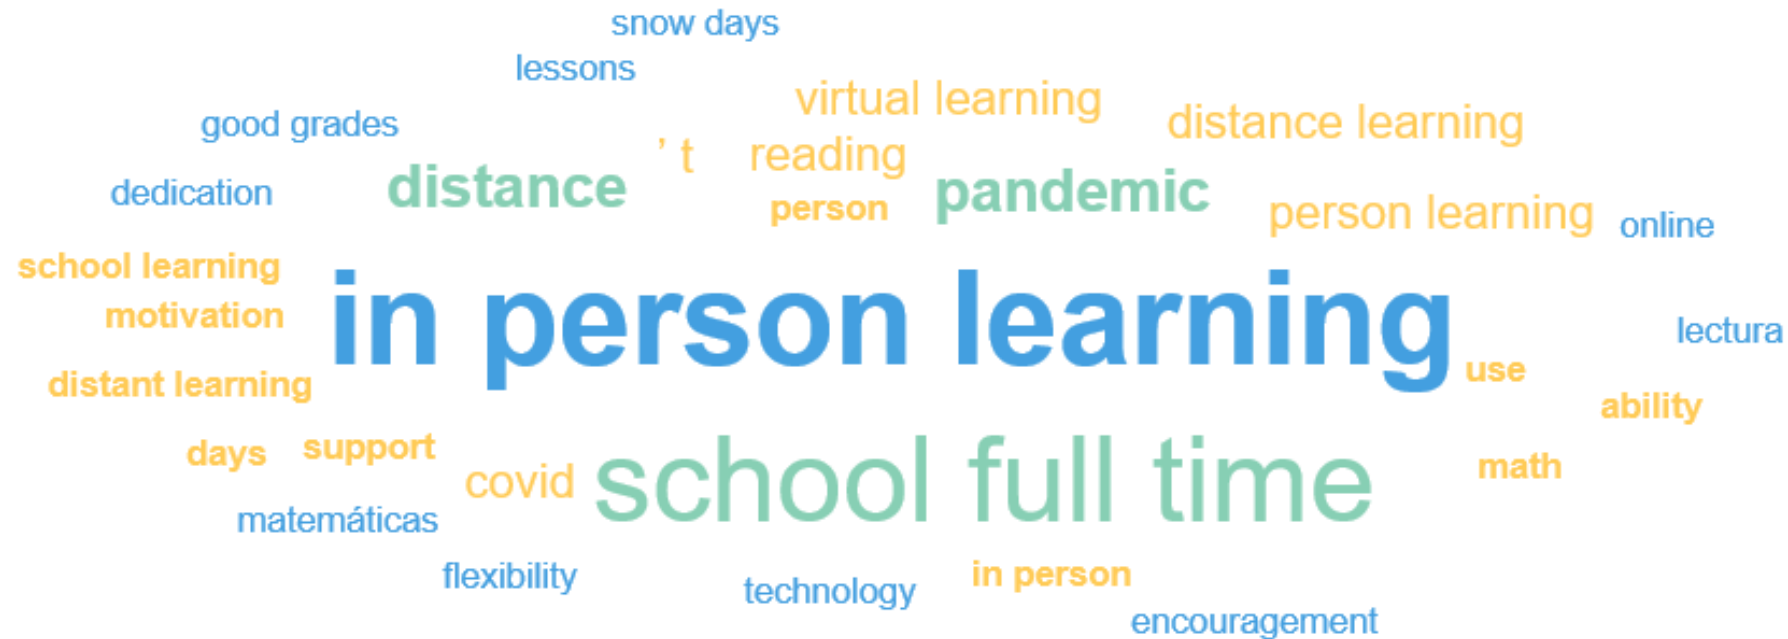 snow days
lessons
virtual learning
distance learning
good grades
’ t
reading
distance
pandemic
dedication
person
person learning
online
school learning
in person learning
motivation
lectura
use
distant learning
ability
days
support
covid
school full time
math
matemáticas
flexibility
technology
in person
encouragement